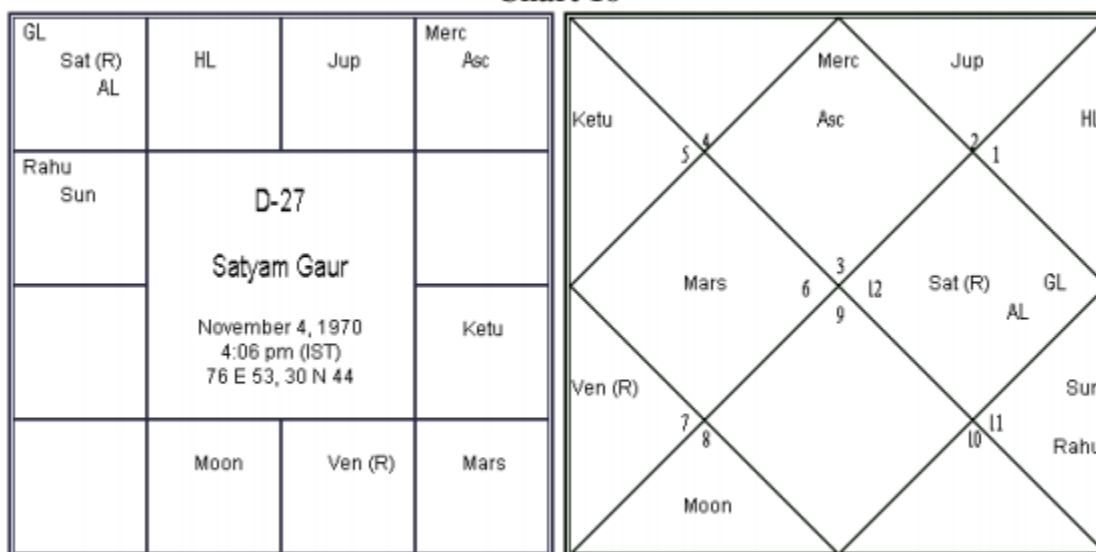 GL
Sat (R)
AL
HL
Jup
Merc
Asc
Rahu
Sun
D-27
Satyam Gaur
November 4, 1970
4:06 pm (IST)
76 E 53, 30 N 44
Ketu
Moon
Ven (R)
Mars
Merc
Jup
Ketu
Asc
HL
4
5
2
1
3
Mars
6
12
Sat (R)
GL
AL
9
Ven (R)
Sun
7
8
11
10
Rahu
Moon